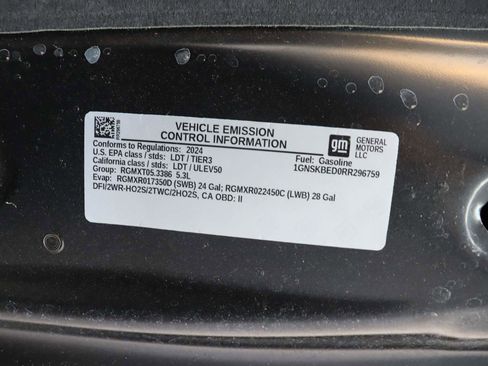 VEHICLE EMISSION
CONTROL INFORMATION
gm
GENERAL
MOTORS
LLC
Conforms to Regulations: 2024
U.S. EPA class / stds: LDT / TIER3
California class / stds: LDT / ULEV50
Group: RGMXT05.3386 5.3L
Evap: RGMXR017350D (SWB) 24 Gal; RGMXR022450C (LWB) 28 Gal
DFI/2WR-HO2S/2TWC/2HO2S, CA OBD: II
Fuel: Gasoline
1GNSKBED0RR296759